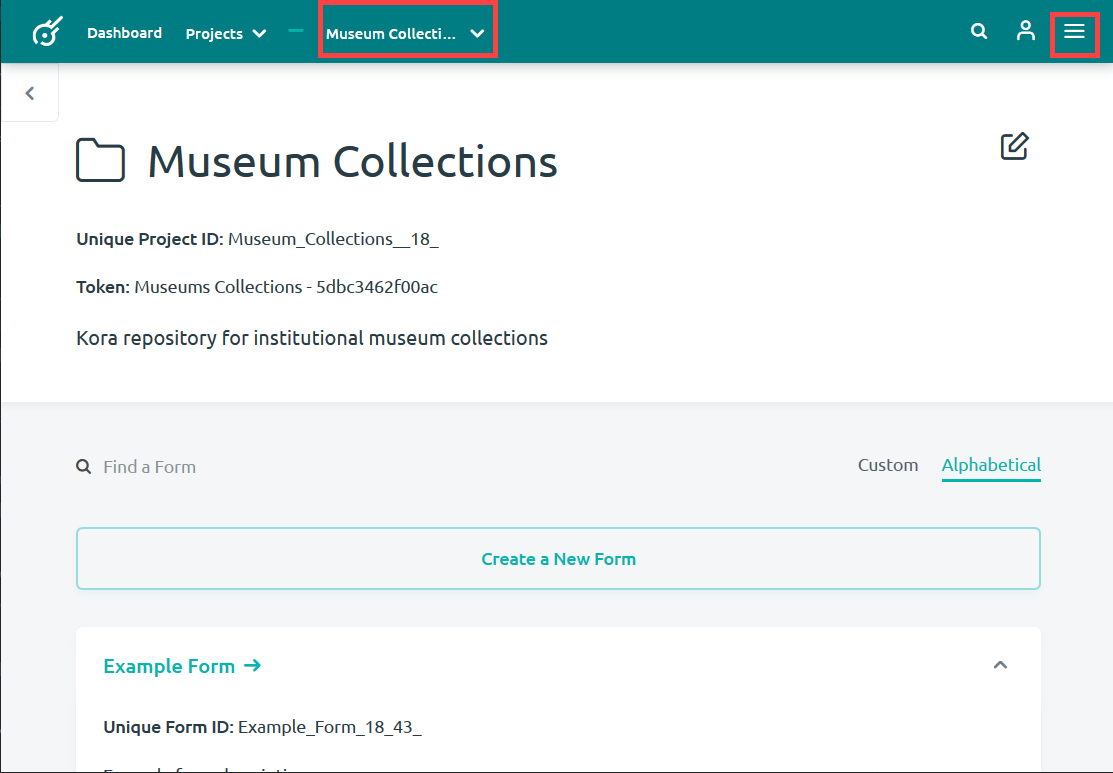 Dashboard Projects Museum Collecti...
Museum Collections
Unique Project ID: Museum_Collections__18_
Token: Museums Collections - 5dbc3462f00ac
Kora repository for institutional museum collections
Find a Form Custom Alphabetical
Create a New Form
Example Form
Unique Form ID: Example_Form_18_43_